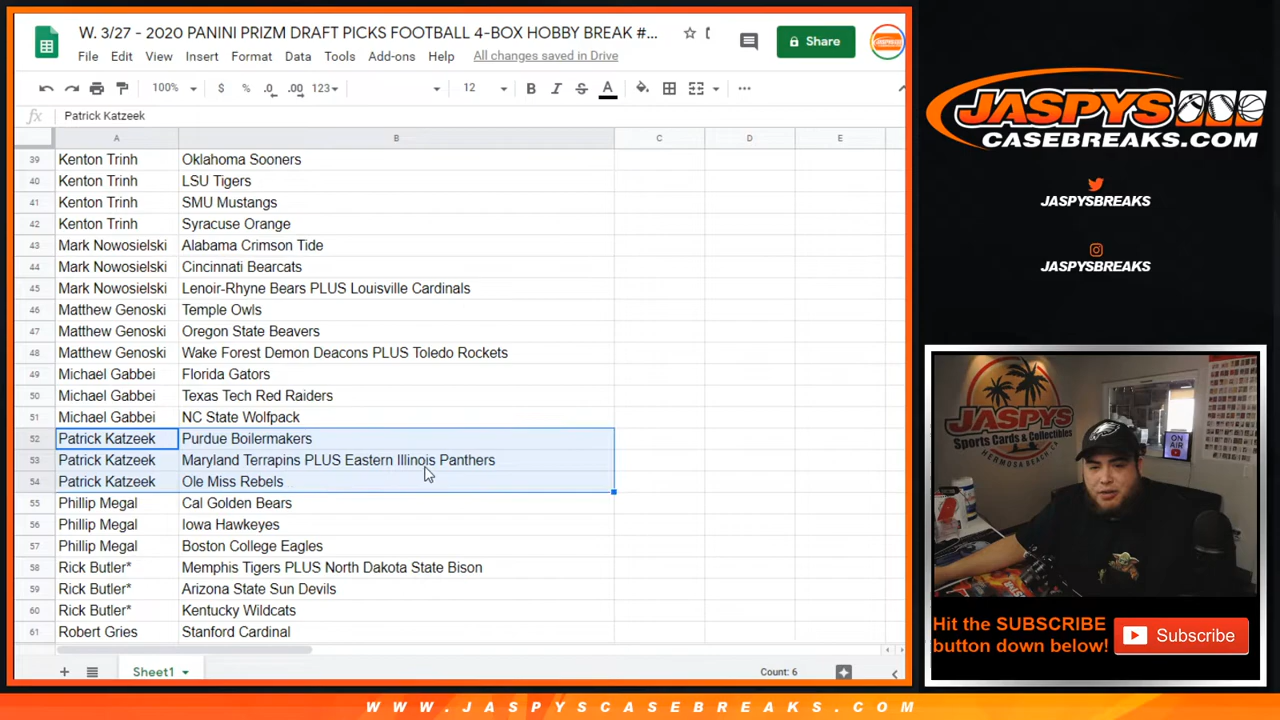 W. 3/27 - 2020 PANINI PRIZM DRAFT PICKS FOOTBALL 4-BOX HOBBY BREAK #...
File Edit View Insert Format Data Tools Add-ons Help All changes saved in Drive
Share
100% $ % .0 .00 123 12 B I S A
fx Patrick Katzeek
A B C D E
39 Kenton Trinh Oklahoma Sooners
40 Kenton Trinh LSU Tigers
41 Kenton Trinh SMU Mustangs
42 Kenton Trinh Syracuse Orange
43 Mark Nowosielski Alabama Crimson Tide
44 Mark Nowosielski Cincinnati Bearcats
45 Mark Nowosielski Lenoir-Rhyne Bears PLUS Louisville Cardinals
46 Matthew Genoski Temple Owls
47 Matthew Genoski Oregon State Beavers
48 Matthew Genoski Wake Forest Demon Deacons PLUS Toledo Rockets
49 Michael Gabbei Florida Gators
50 Michael Gabbei Texas Tech Red Raiders
51 Michael Gabbei NC State Wolfpack
52 Patrick Katzeek Purdue Boilermakers
53 Patrick Katzeek Maryland Terrapins PLUS Eastern Illinois Panthers
54 Patrick Katzeek Ole Miss Rebels
55 Phillip Megal Cal Golden Bears
56 Phillip Megal Iowa Hawkeyes
57 Phillip Megal Boston College Eagles
58 Rick Butler* Memphis Tigers PLUS North Dakota State Bison
59 Rick Butler* Arizona State Sun Devils
60 Rick Butler* Kentucky Wildcats
61 Robert Gries Stanford Cardinal
Sheet1
Count: 6
JASPYS
CASEBREAKS.COM
JASPYSBREAKS
JASPYSBREAKS
JASPYS
Sports Cards & Collectibles
HERMOSA BEACH
ON AIR
Hit the SUBSCRIBE
button down below!
Subscribe
WWW.JASPYSCASEBREAKS.COM